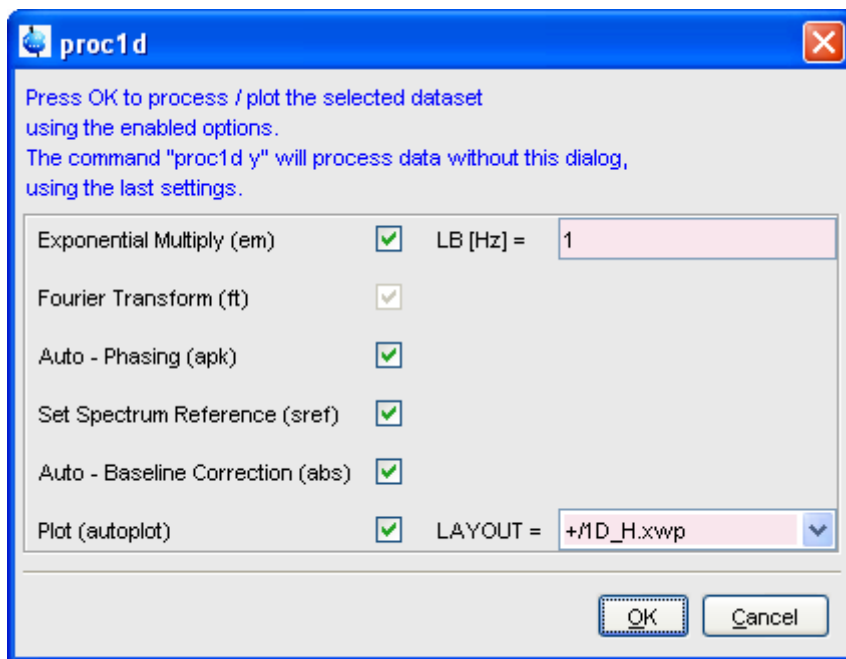 proc1d
Press OK to process / plot the selected dataset
using the enabled options.
The command "proc1d y" will process data without this dialog,
using the last settings.
Exponential Multiply (em) LB [Hz] = 1
Fourier Transform (ft)
Auto - Phasing (apk)
Set Spectrum Reference (sref)
Auto - Baseline Correction (abs)
Plot (autoplot) LAYOUT = +/1D_H.xwp
OK Cancel